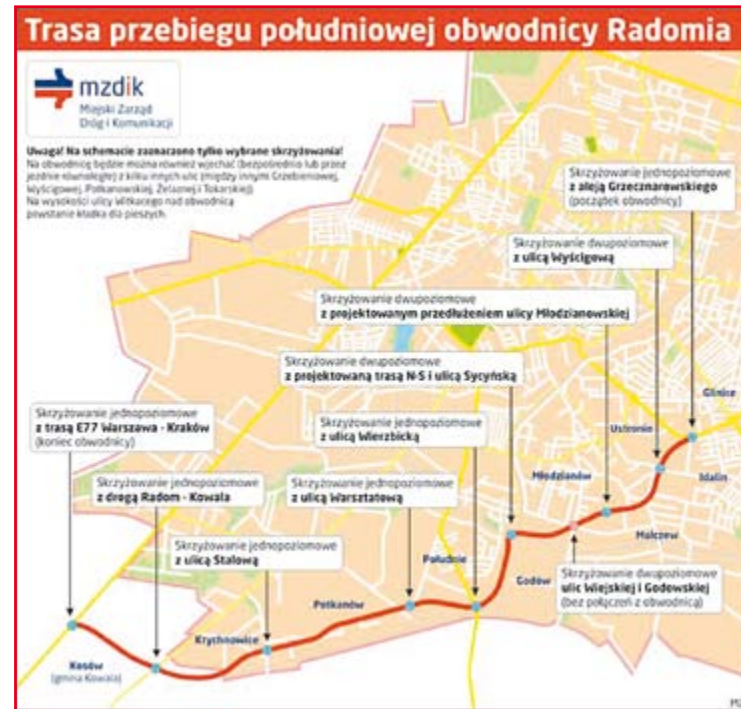 Trasa przebiegu południowej obwodnicy Radomia
mzdik
Miejski Zarząd
Dróg i Komunikacji
Uwaga! Na schemacie zaznaczono tylko wybrane skrzyżowania!
Na obwodnicę będzie można również wjechać (bezpośrednio lub przez
jezdnie równoległe) z kilku innych ulic (między innymi Grzebieniowej,
Wyścigowej, Potkanowskiej, Żelaznej i Tokarskiej)
Na wysokości ulicy Witkacego nad obwodnicą
powstanie kładka dla pieszych.
Skrzyżowanie jednopoziomowe
z aleją Grzecznarowskiego
(początek obwodnicy)
Skrzyżowanie dwupoziomowe
z ulicą Wyścigową
Skrzyżowanie dwupoziomowe
z projektowanym przedłużeniem ulicy Młodzianowskiej
Skrzyżowanie dwupoziomowe
z projektowaną trasą N-S i ulicą Sycyńską
Skrzyżowanie jednopoziomowe
z trasą E77 Warszawa - Kraków
(koniec obwodnicy)
Skrzyżowanie jednopoziomowe
z ulicą Wierzbicką
Skrzyżowanie jednopoziomowe
z drogą Radom - Kowala
Skrzyżowanie jednopoziomowe
z ulicą Warsztatową
Skrzyżowanie jednopoziomowe
z ulicą Stalową
Glinice
Ustronie
Idalin
Młodzianów
Malczew
Południe
Godów
Skrzyżowanie dwupoziomowe
ulic Wiejskiej i Godowskiej
(bez połączeń z obwodnicą)
Potkanów
Krychnowice
Kosów
(gmina Kowala)